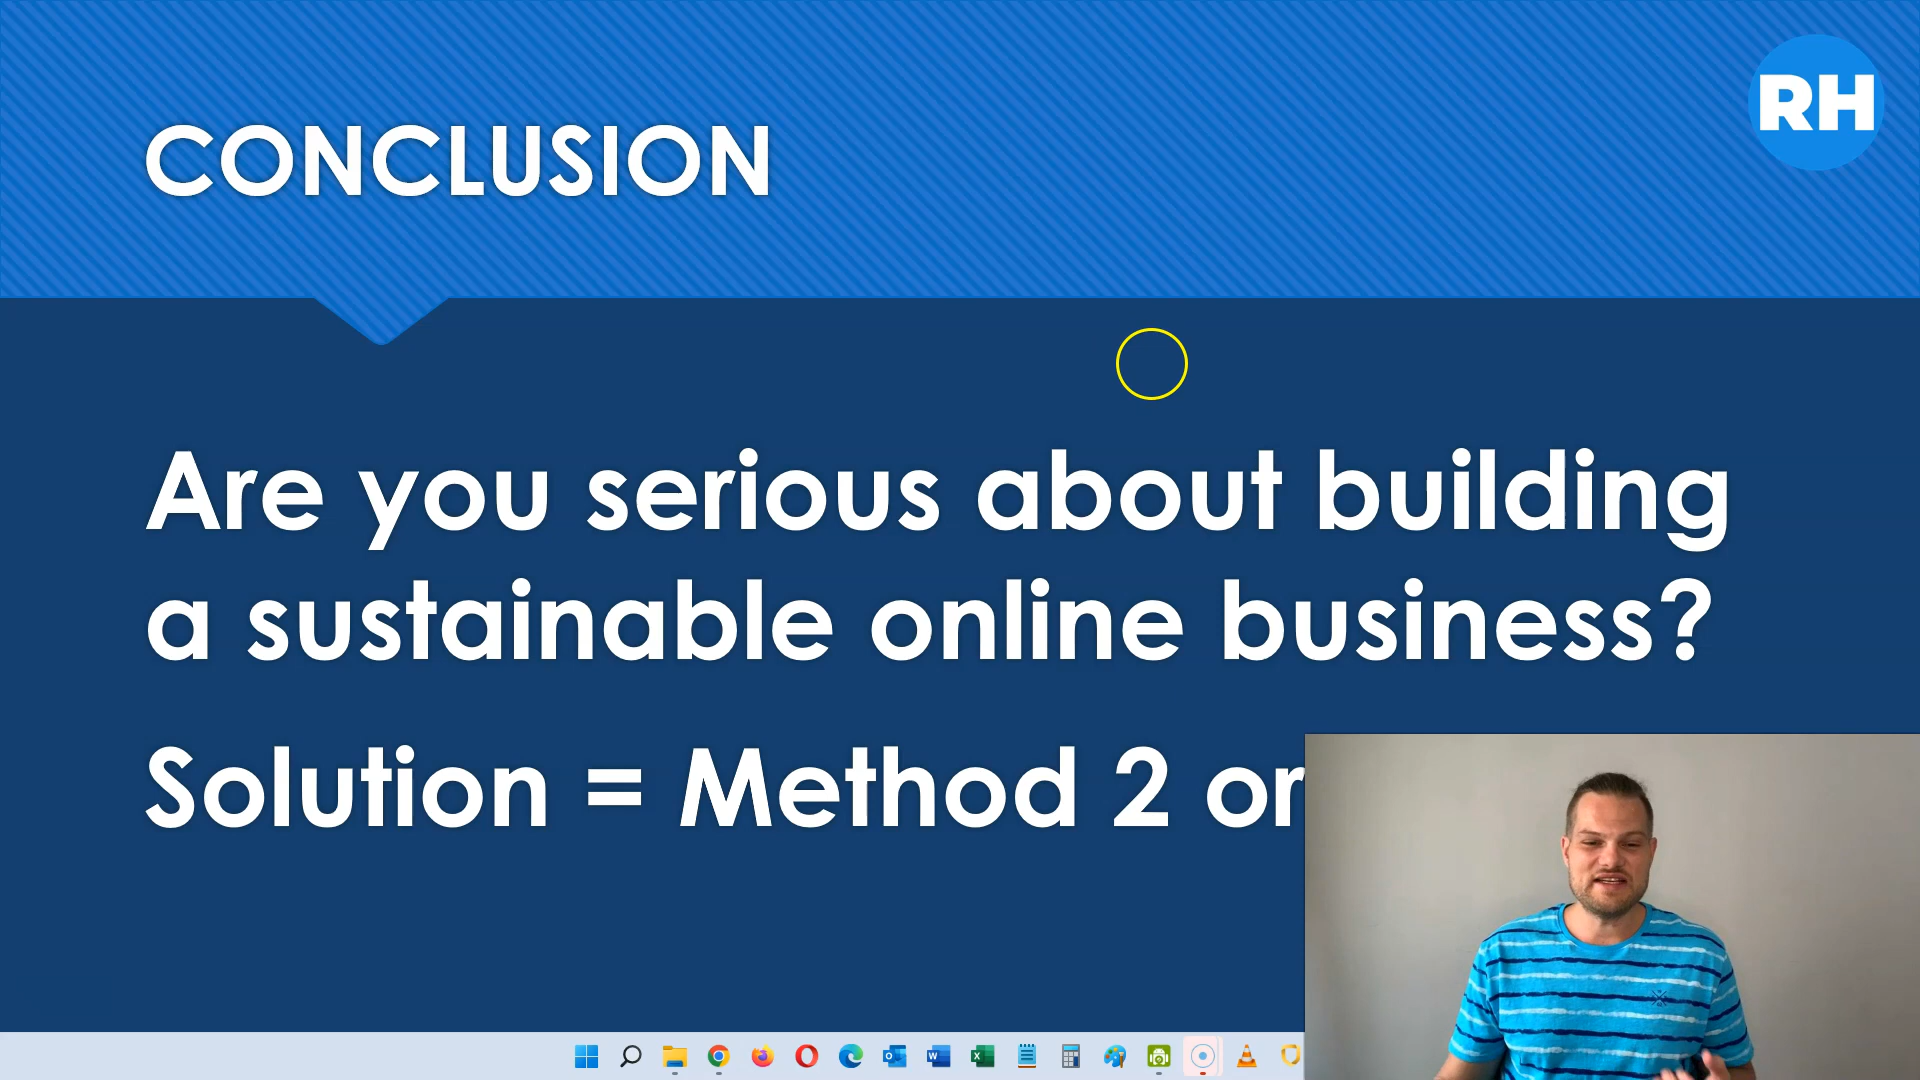 RH
CONCLUSION
Are you serious about building
a sustainable online business?
Solution = Method 2 or